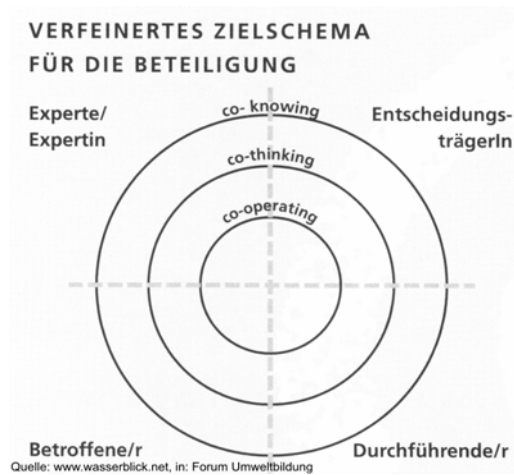 VERFEINERTES ZIELSCHEMA
FÜR DIE BETEILIGUNG
Experte/
Expertin
co- knowing
Entscheidungs-
trägerIn
co-thinking
co-operating
Betroffene/r
Durchführende/r
Quelle: www.wasserblick.net, in: Forum Umweltbildung